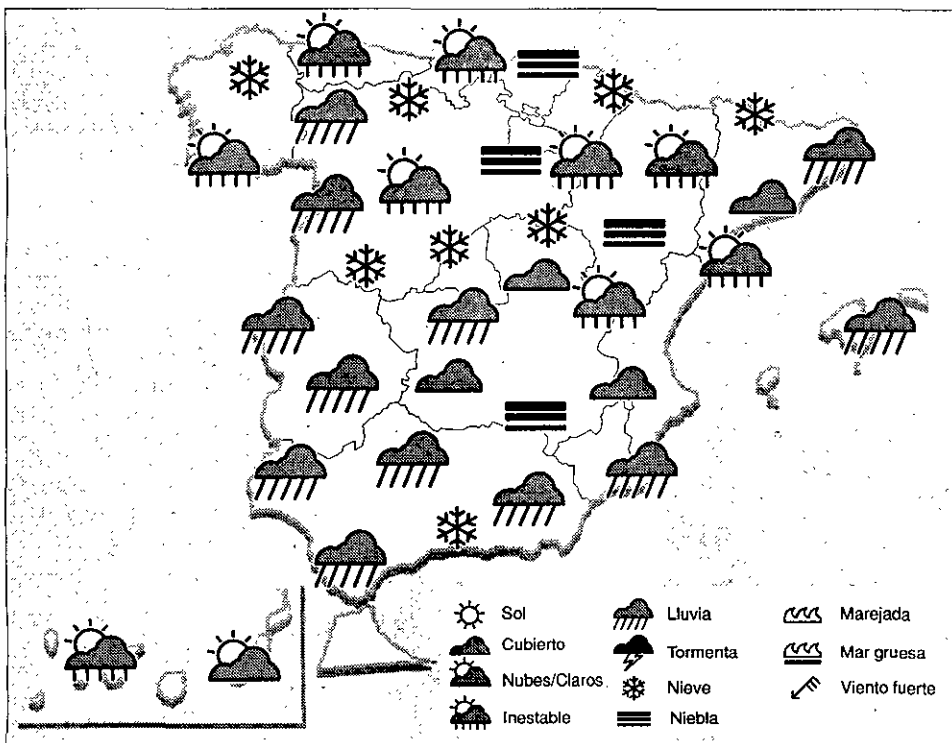 Sol
Cubierto
Nubes/Claros
Inestable
Lluvia
Tormenta
Nieve
Niebla
Marejada
Mar gruesa
Viento fuerte